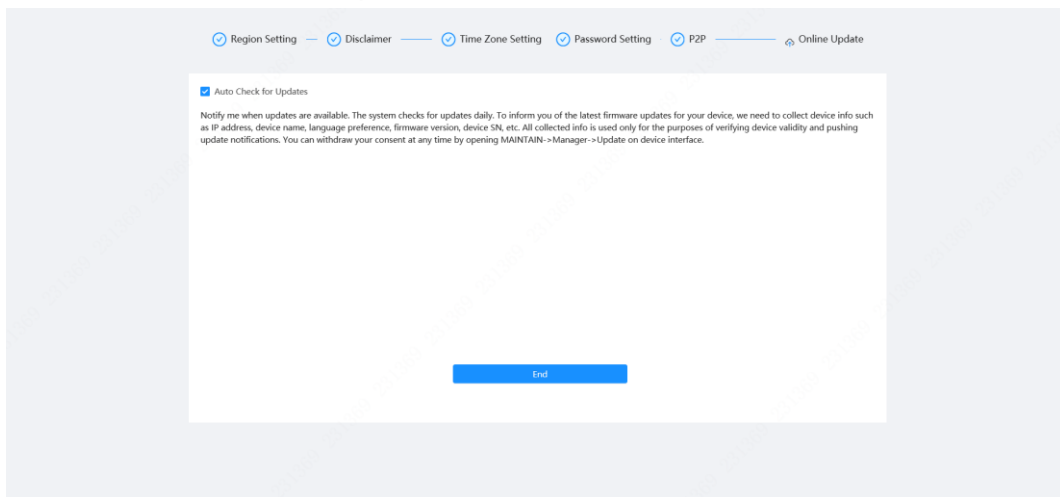 Region Setting Disclaimer Time Zone Setting Password Setting P2P Online Update
Auto Check for Updates
Notify me when updates are available. The system checks for updates daily. To inform you of the latest firmware updates for your device, we need to collect device info such
as IP address, device name, language preference, firmware version, device SN, etc. All collected info is used only for the purposes of verifying device validity and pushing
update notifications. You can withdraw your consent at any time by opening MAINTAIN->Manager->Update on device interface.
End